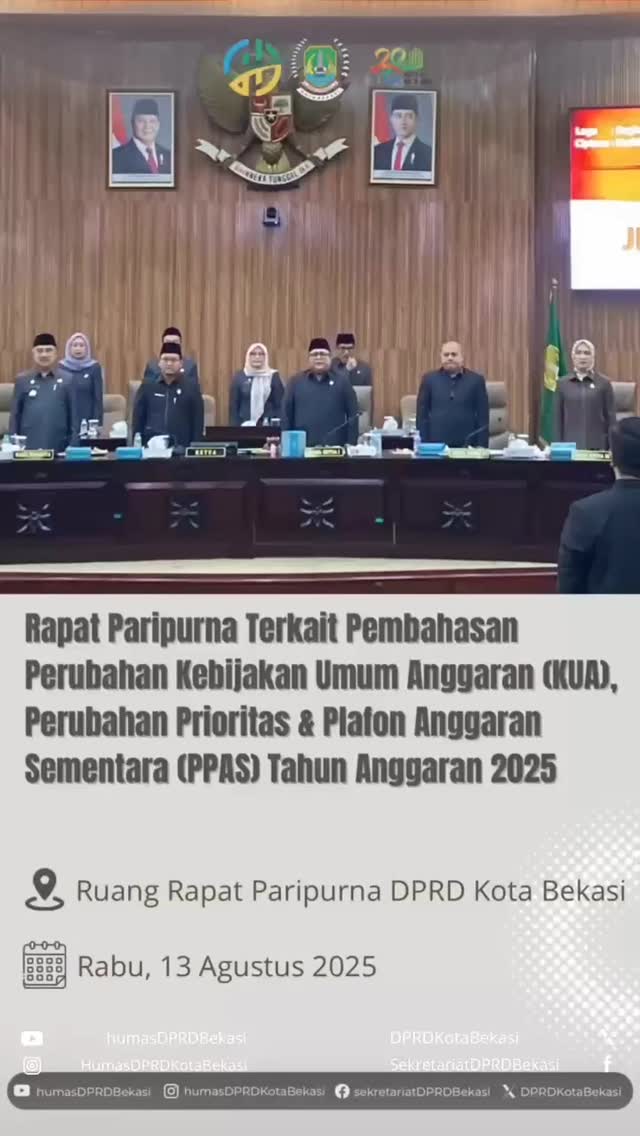 BHINNEKA TUNGGAL IKA
KETUA
Rapat Paripurna Terkait Pembahasan
Perubahan Kebijakan Umum Anggaran (KUA),
Perubahan Prioritas & Plafon Anggaran
Sementara (PPAS) Tahun Anggaran 2025
Ruang Rapat Paripurna DPRD Kota Bekasi
Rabu, 13 Agustus 2025
humasDPRDBekasi DPRDKotaBekasi
HumasDPRDKotaBekasi SekretariatDPRDBekasi
humasDPRDBekasi humasDPRDKotaBekasi sekretariatDPRDBekasi DPRDKotaBekasi